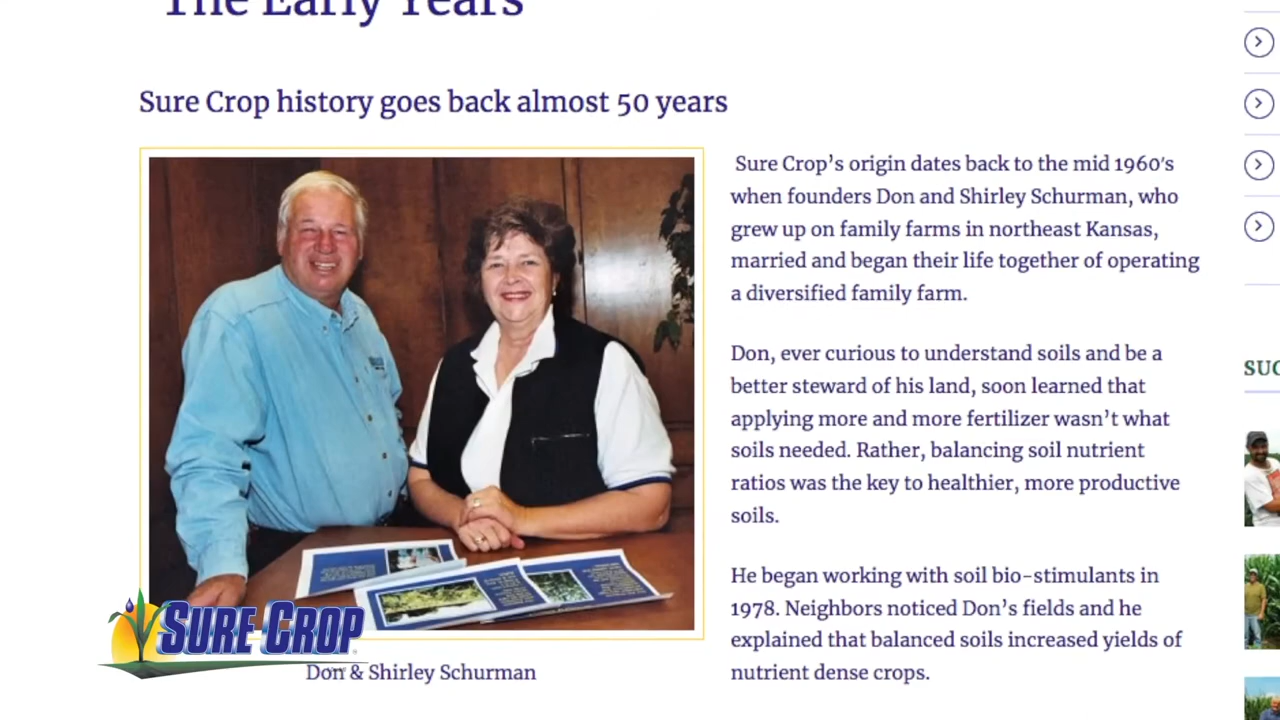 The Early Years
Sure Crop history goes back almost 50 years
Sure Crop’s origin dates back to the mid 1960′s
when founders Don and Shirley Schurman, who
grew up on family farms in northeast Kansas,
married and began their life together of operating
a diversified family farm.
Don, ever curious to understand soils and be a
better steward of his land, soon learned that
applying more and more fertilizer wasn’t what
soils needed. Rather, balancing soil nutrient
ratios was the key to healthier, more productive
soils.
He began working with soil bio-stimulants in
1978. Neighbors noticed Don’s fields and he
explained that balanced soils increased yields of
nutrient dense crops.
SURE CROP
Don & Shirley Schurman